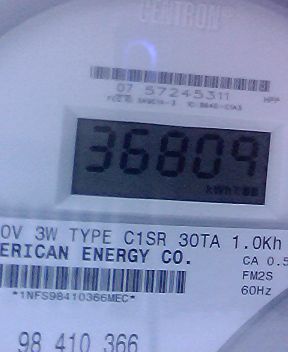 CENTRON
07 57245311
36809
kWh
0V 3W TYPE C1SR 30TA 1.0Kh
ERICAN ENERGY CO.
CA 0.5
FM2S
*1NFS98410366MEC*
60Hz
98 410 366